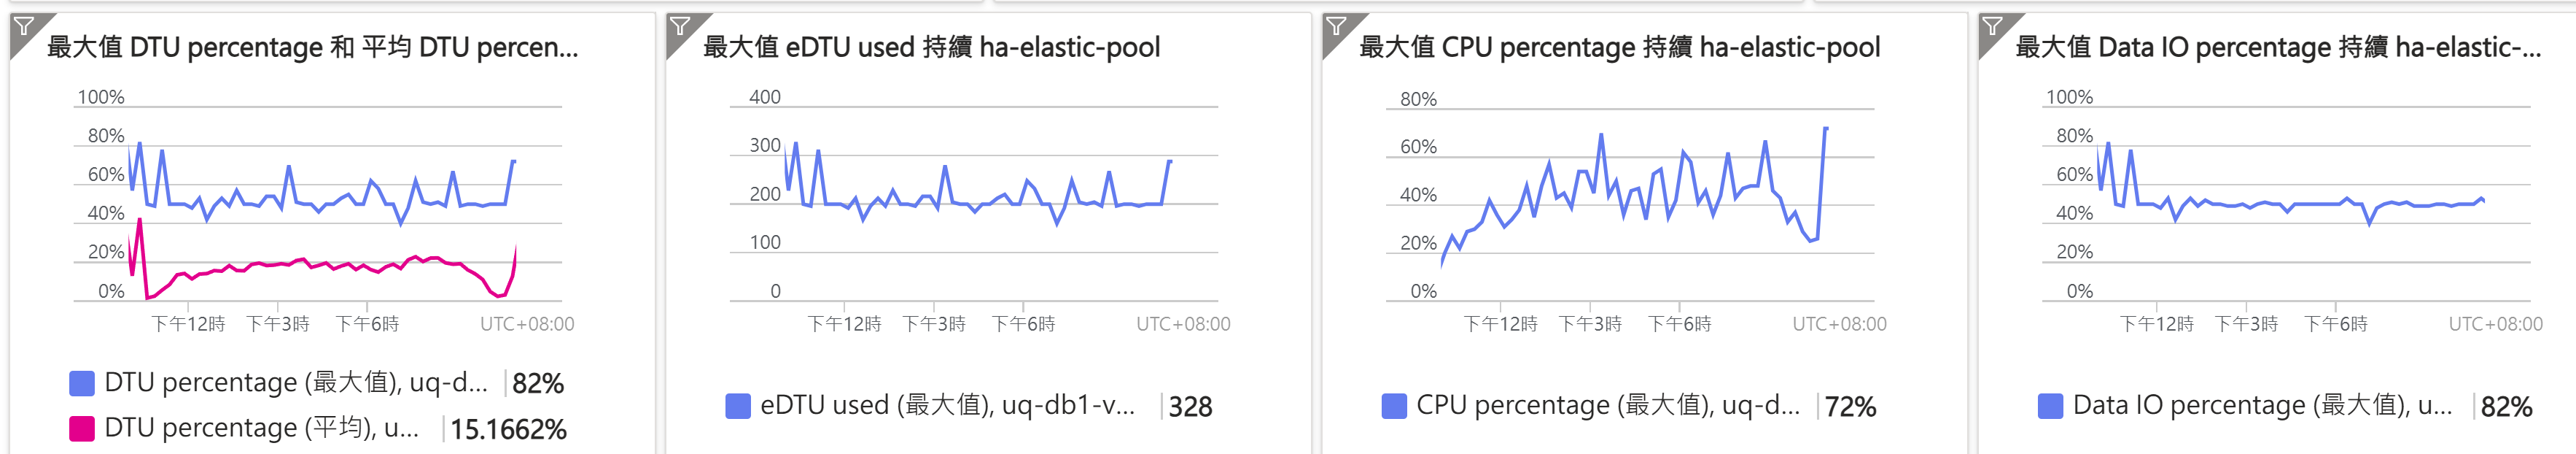 最大值 DTU percentage 和 平均 DTU percen...
100%
80%
60%
40%
20%
0%
下午12時 下午3時 下午6時 UTC+08:00
DTU percentage (最大值), uq-d... 82%
DTU percentage (平均), u... 15.1662%
最大值 eDTU used 持續 ha-elastic-pool
400
300
200
100
0
下午12時 下午3時 下午6時 UTC+08:00
eDTU used (最大值), uq-db1-v... 328
最大值 CPU percentage 持續 ha-elastic-pool
80%
60%
40%
20%
0%
下午12時 下午3時 下午6時 UTC+08:00
CPU percentage (最大值), uq-d... 72%
最大值 Data IO percentage 持續 ha-elastic-...
100%
80%
60%
40%
20%
0%
下午12時 下午3時 下午6時 UTC+08:00
Data IO percentage (最大值), u... 82%